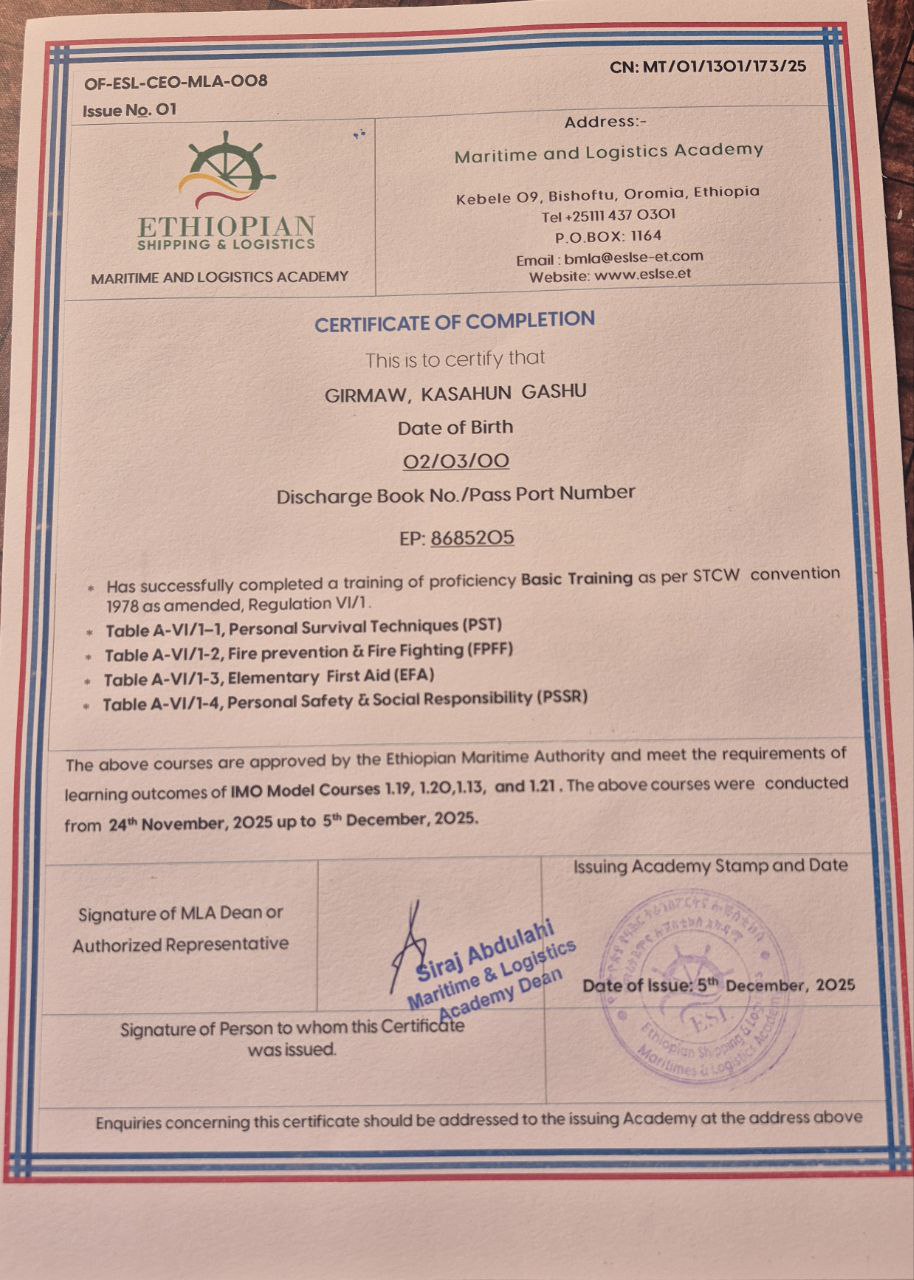 OF-ESL-CEO-MLA-008
Issue No. 01
CN: MT/01/1301/173/25
ETHIOPIAN
SHIPPING & LOGISTICS
MARITIME AND LOGISTICS ACADEMY
Address:-
Maritime and Logistics Academy
Kebele 09, Bishoftu, Oromia, Ethiopia
Tel +25111 437 0301
P.O.BOX: 1164
Email : bmla@eslse-et.com
Website: www.eslse.et
CERTIFICATE OF COMPLETION
This is to certify that
GIRMAW, KASAHUN GASHU
Date of Birth
02/03/00
Discharge Book No./Pass Port Number
EP: 8685205
* Has successfully completed a training of proficiency Basic Training as per STCW convention
1978 as amended, Regulation VI/1.
* Table A-VI/1–1, Personal Survival Techniques (PST)
* Table A-VI/1-2, Fire prevention & Fire Fighting (FPFF)
* Table A-VI/1-3, Elementary First Aid (EFA)
* Table A-VI/1-4, Personal Safety & Social Responsibility (PSSR)
The above courses are approved by the Ethiopian Maritime Authority and meet the requirements of
learning outcomes of IMO Model Courses 1.19, 1.20,1.13, and 1.21 . The above courses were conducted
from 24th November, 2025 up to 5th December, 2025.
Signature of MLA Dean or
Authorized Representative
Siraj Abdulahi
Maritime & Logistics
Academy Dean
Issuing Academy Stamp and Date
Date of Issue: 5th December, 2025
ESL
Ethiopian Shipping & Logistics
Maritimes & Logistics Academy
Signature of Person to whom this Certificate
was issued.
Enquiries concerning this certificate should be addressed to the issuing Academy at the address above